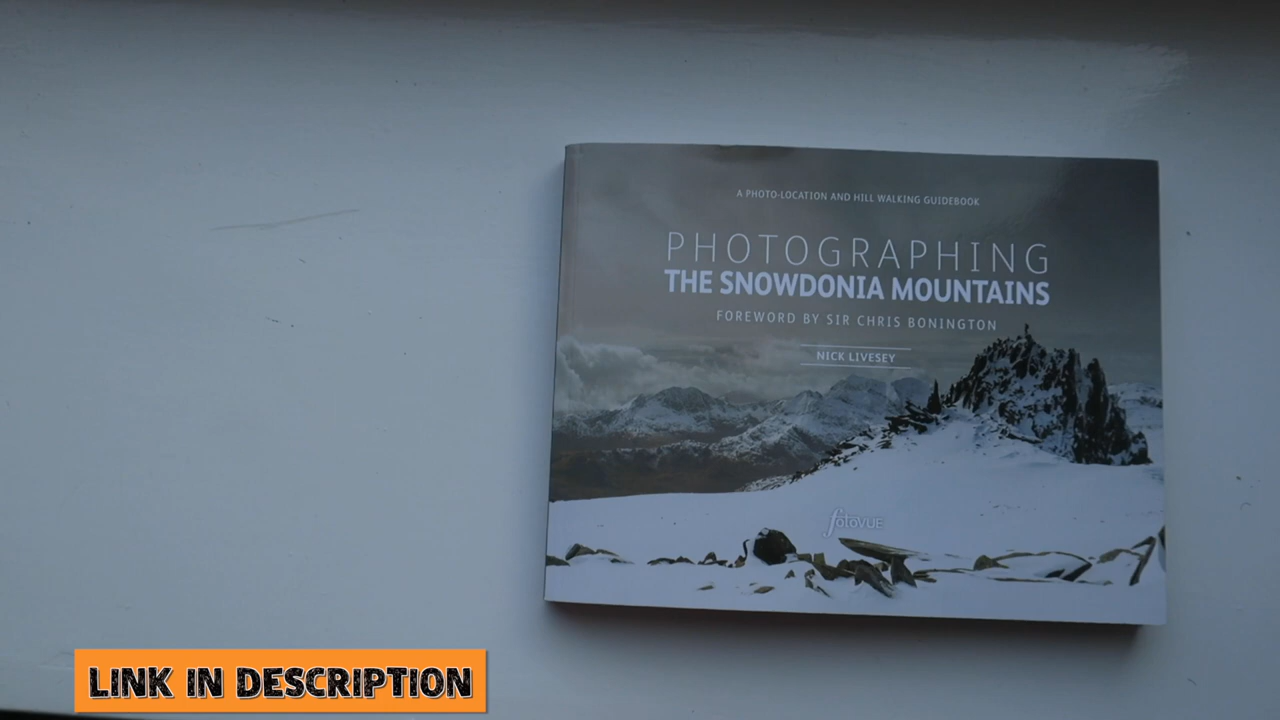 A PHOTO-LOCATION AND HILL WALKING GUIDEBOOK
PHOTOGRAPHING
THE SNOWDONIA MOUNTAINS
FOREWORD BY SIR CHRIS BONINGTON
NICK LIVESEY
fotoVUE
LINK IN DESCRIPTION